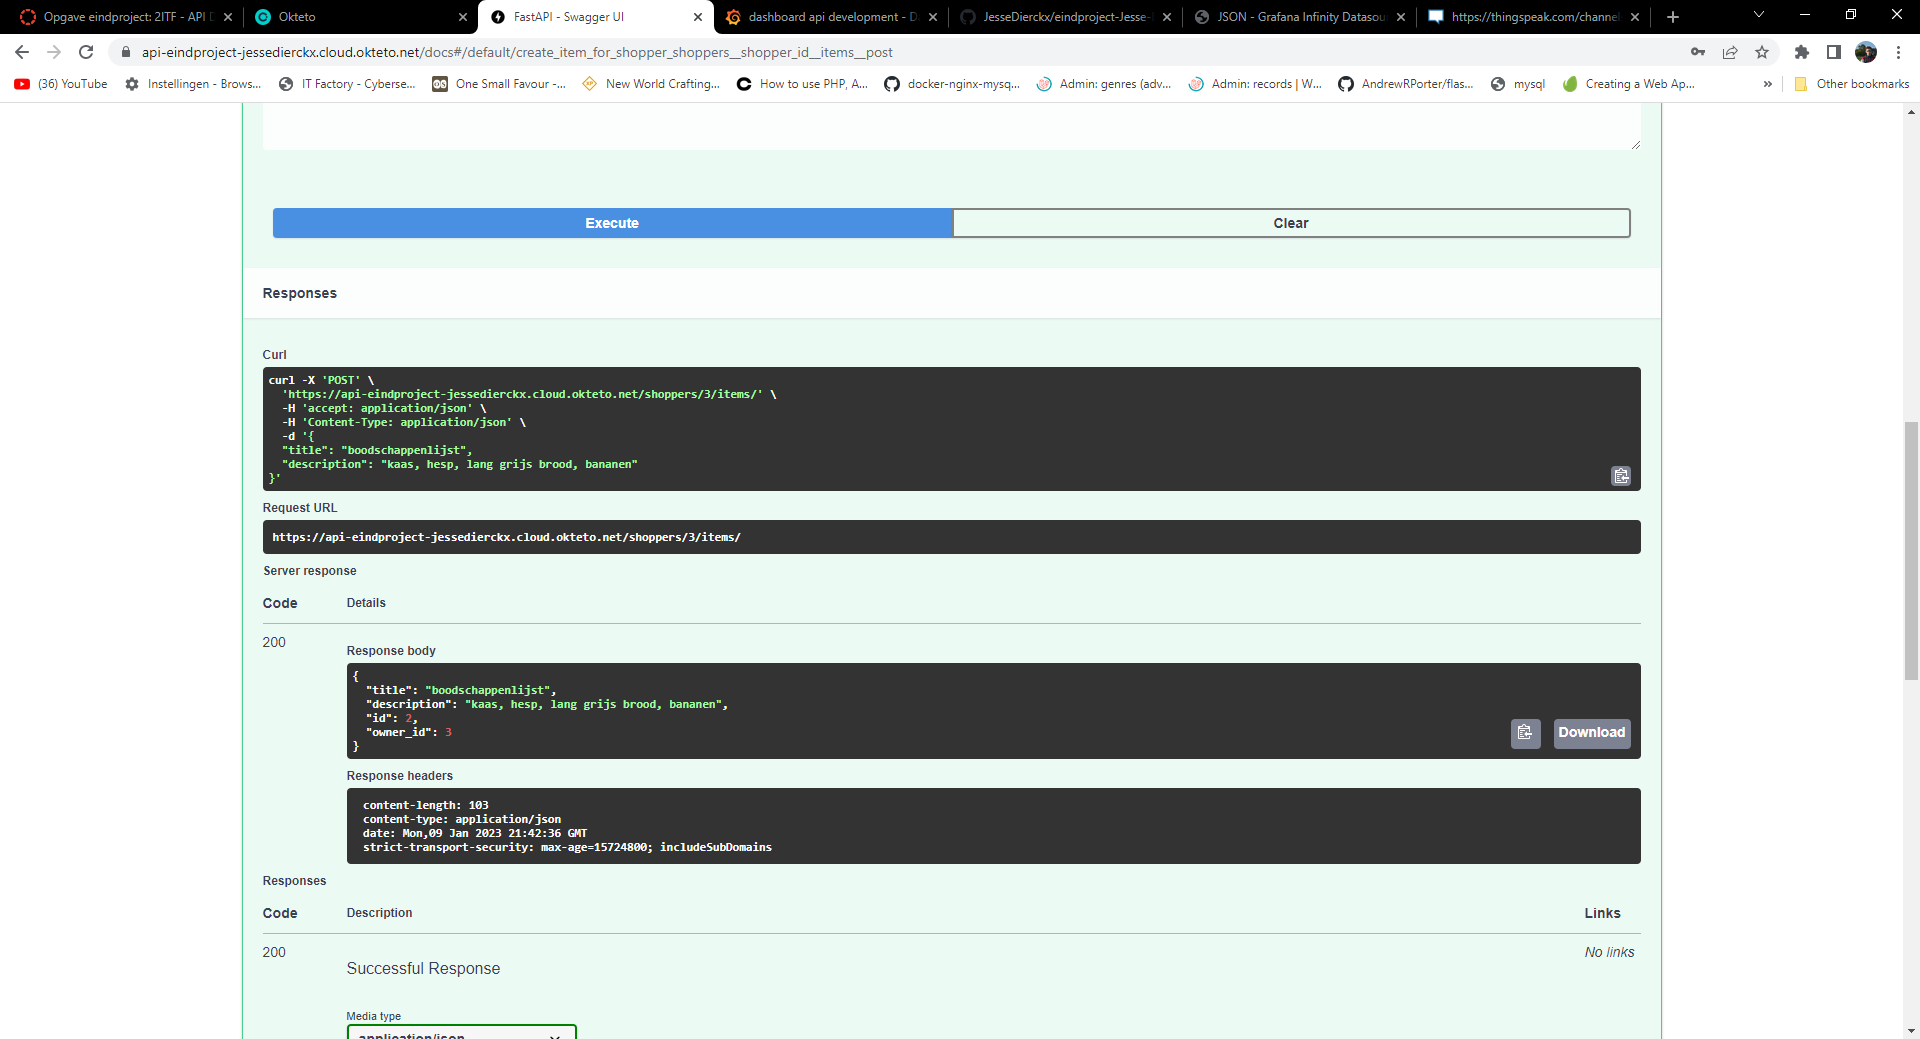 Opgave eindproject: 2ITF - API D
Okteto
FastAPI - Swagger UI
dashboard api development - D
JesseDierckx/eindproject-Jesse-
JSON - Grafana Infinity Datasou
https://thingspeak.com/channel
api-eindproject-jessedierckx.cloud.okteto.net/docs#/default/create_item_for_shopper_shoppers__shopper_id__items__post
(36) YouTube
Instellingen - Brows...
IT Factory - Cyberse...
One Small Favour -...
New World Crafting...
How to use PHP, A...
docker-nginx-mysq...
Admin: genres (adv...
Admin: records | W...
AndrewRPorter/flas...
mysql
Creating a Web Ap...
»
Other bookmarks
Execute
Clear
Responses
Curl
curl -X 'POST' \
'https://api-eindproject-jessedierckx.cloud.okteto.net/shoppers/3/items/' \
-H 'accept: application/json' \
-H 'Content-Type: application/json' \
-d '{
"title": "boodschappenlijst",
"description": "kaas, hesp, lang grijs brood, bananen"
}'
Request URL
https://api-eindproject-jessedierckx.cloud.okteto.net/shoppers/3/items/
Server response
Code
Details
200
Response body
{
"title": "boodschappenlijst",
"description": "kaas, hesp, lang grijs brood, bananen",
"id": 2,
"owner_id": 3
}
Download
Response headers
content-length: 103
content-type: application/json
date: Mon,09 Jan 2023 21:42:36 GMT
strict-transport-security: max-age=15724800; includeSubDomains
Responses
Code
Description
Links
200
Successful Response
No links
Media type
application/json